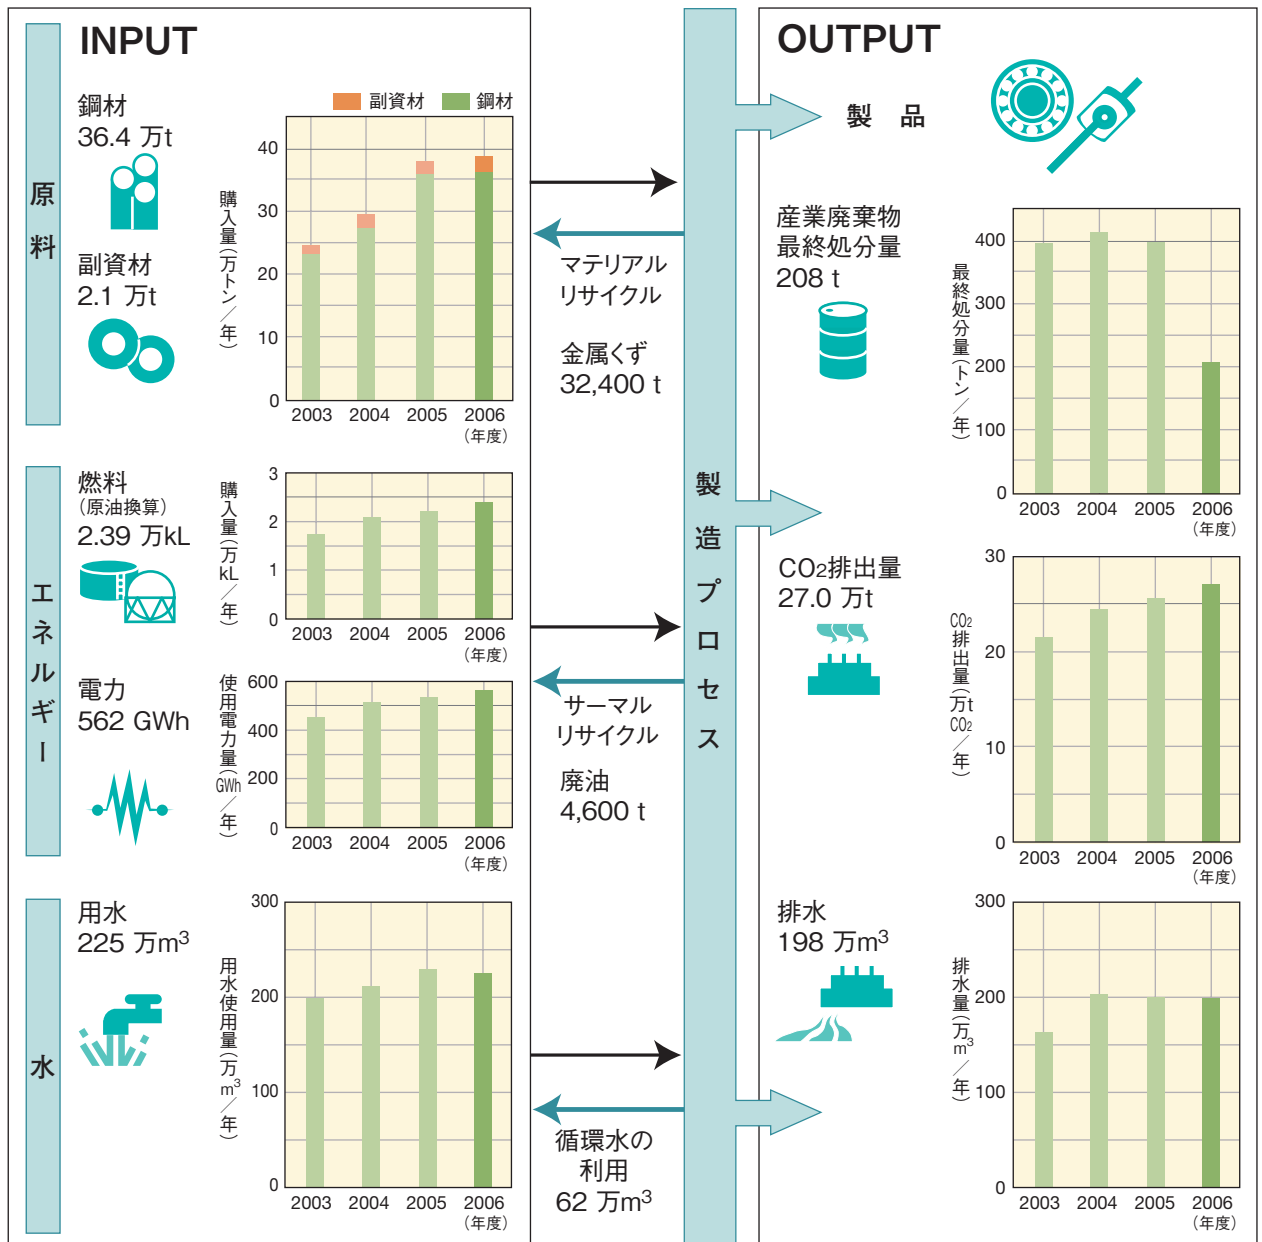 INPUT
原料
鋼材
36.4 万t
副資材
2.1 万t
副資材 鋼材
購入量(万トン/年)
40
30
20
10
0
2003 2004 2005 2006
(年度)
マテリアル
リサイクル
金属くず
32,400 t
エネルギー
燃料
(原油換算)
2.39 万kL
購入量(万kL/年)
3
2
1
0
2003 2004 2005 2006
(年度)
電力
562 GWh
使用電力量(GWh/年)
600
400
200
0
2003 2004 2005 2006
(年度)
サーマル
リサイクル
廃油
4,600 t
水
用水
225 万m³
用水使用量(万m³/年)
300
200
100
0
2003 2004 2005 2006
(年度)
循環水の
利用
62 万m³
製造プロセス
OUTPUT
製 品
産業廃棄物
最終処分量
208 t
最終処分量(トン/年)
400
300
200
100
0
2003 2004 2005 2006
(年度)
CO₂排出量
27.0 万t
CO₂排出量(万t CO₂/年)
30
20
10
0
2003 2004 2005 2006
(年度)
排水
198 万m³
排水量(万m³/年)
300
200
100
0
2003 2004 2005 2006
(年度)